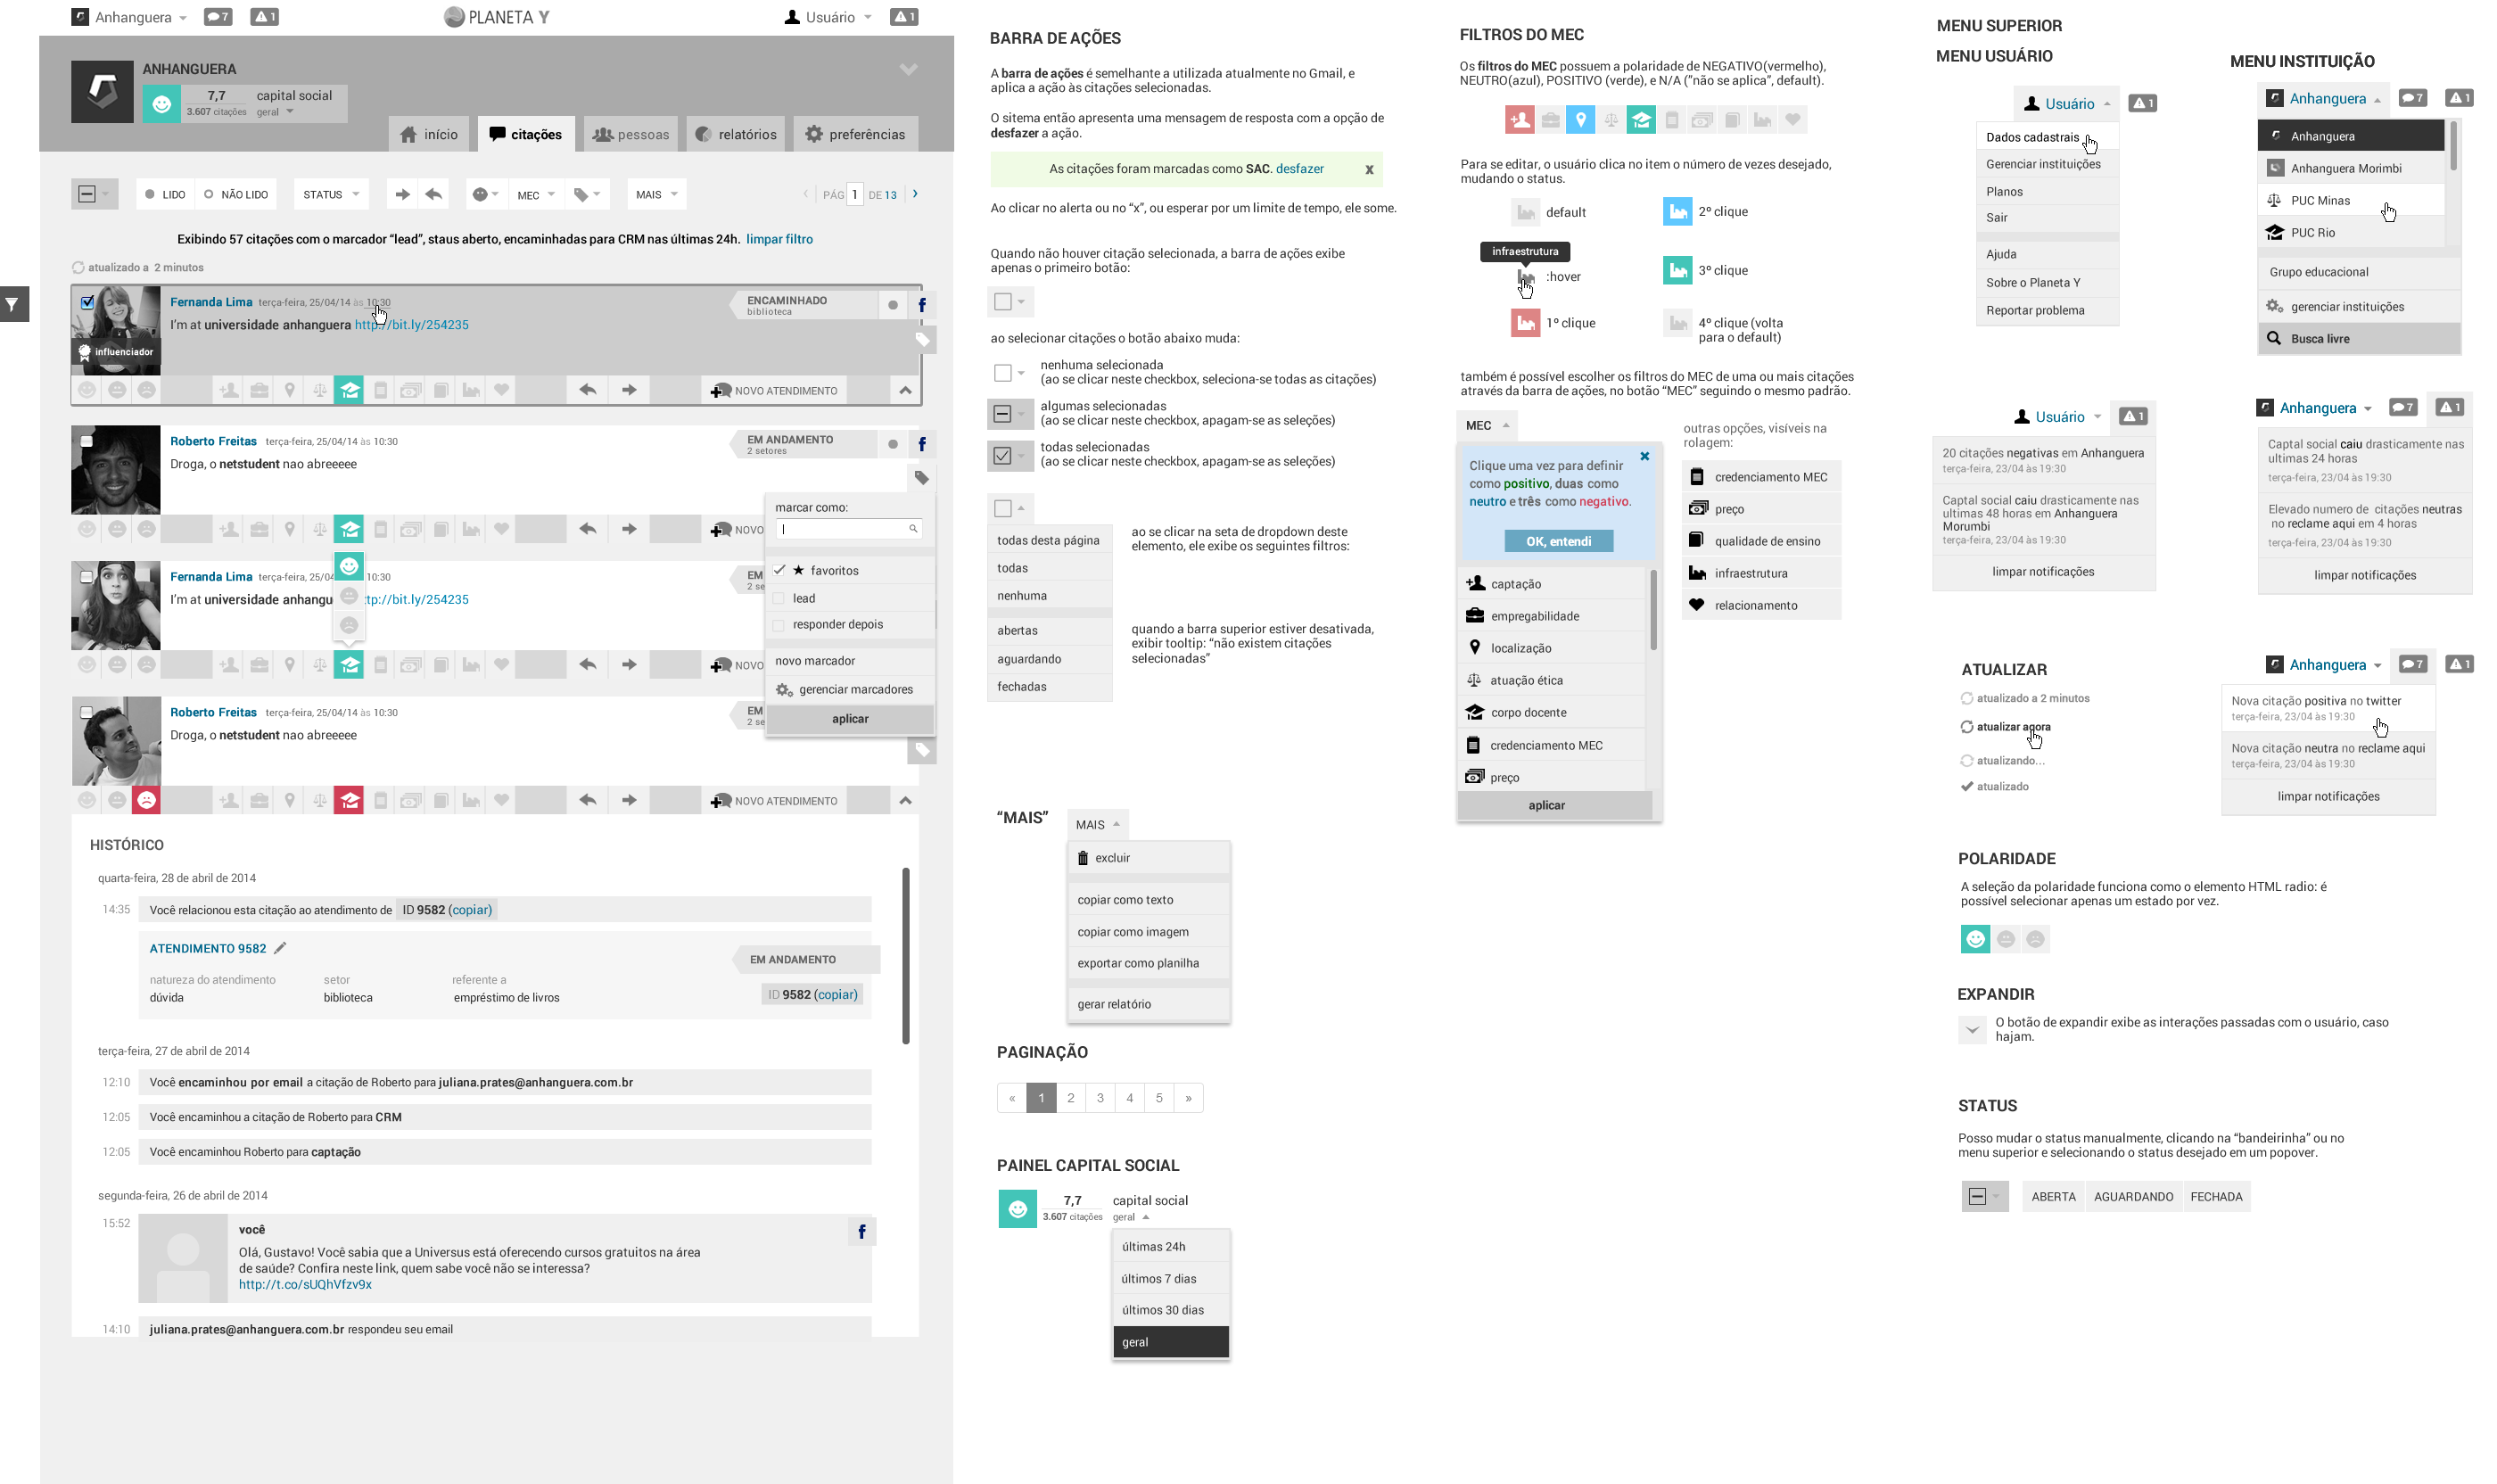 Anhanguera
7
1
PLANETA Y
Usuário
1
ANHANGUERA
7,7
3.607 citações
capital social
geral
início
citações
pessoas
relatórios
preferências
LIDO
NÃO LIDO
STATUS
MEC
MAIS
PÁG 1 DE 13
Exibindo 57 citações com o marcador “lead”, staus aberto, encaminhadas para CRM nas últimas 24h. limpar filtro
atualizado a 2 minutos
Fernanda Lima terça-feira, 25/04/14 às 10:30
I'm at universidade anhanguera http://bit.ly/254235
influenciador
ENCAMINHADO
biblioteca
f
NOVO ATENDIMENTO
Roberto Freitas terça-feira, 25/04/14 às 10:30
Droga, o netstudent nao abreeeee
EM ANDAMENTO
2 setores
f
NOVO
marcar como:
favoritos
lead
responder depois
novo marcador
gerenciar marcadores
aplicar
Fernanda Lima terça-feira, 25/04 10:30
I'm at universidade anhangu tp://bit.ly/254235
EM
2 se
NOVO
Roberto Freitas terça-feira, 25/04/14 às 10:30
Droga, o netstudent nao abreeeee
EM
2 se
NOVO ATENDIMENTO
HISTÓRICO
quarta-feira, 28 de abril de 2014
14:35 Você relacionou esta citação ao atendimento de ID 9582 (copiar)
ATENDIMENTO 9582
EM ANDAMENTO
natureza do atendimento
dúvida
setor
biblioteca
referente a
empréstimo de livros
ID 9582 (copiar)
terça-feira, 27 de abril de 2014
12:10 Você encaminhou por email a citação de Roberto para juliana.prates@anhanguera.com.br
12:05 Você encaminhou a citação de Roberto para CRM
12:05 Você encaminhou Roberto para captação
segunda-feira, 26 de abril de 2014
15:52
você
Olá, Gustavo! Você sabia que a Universus está oferecendo cursos gratuitos na área
de saúde? Confira neste link, quem sabe você não se interessa?
http://t.co/sUQhVfzv9x
f
14:10 juliana.prates@anhanguera.com.br respondeu seu email
BARRA DE AÇÕES
A barra de ações é semelhante a utilizada atualmente no Gmail, e
aplica a ação às citações selecionadas.
O sitema então apresenta uma mensagem de resposta com a opção de
desfazer a ação.
As citações foram marcadas como SAC. desfazer x
Ao clicar no alerta ou no “x”, ou esperar por um limite de tempo, ele some.
Quando não houver citação selecionada, a barra de ações exibe
apenas o primeiro botão:
ao selecionar citações o botão abaixo muda:
nenhuma selecionada
(ao se clicar neste checkbox, seleciona-se todas as citações)
algumas selecionadas
(ao se clicar neste checkbox, apagam-se as seleções)
todas selecionadas
(ao se clicar neste checkbox, apagam-se as seleções)
todas desta página
todas
nenhuma
abertas
aguardando
fechadas
ao se clicar na seta de dropdown deste
elemento, ele exibe os seguintes filtros:
quando a barra superior estiver desativada,
exibir tooltip: “não existem citações
selecionadas”
“MAIS”
MAIS
excluir
copiar como texto
copiar como imagem
exportar como planilha
gerar relatório
PAGINAÇÃO
« 1 2 3 4 5 »
PAINEL CAPITAL SOCIAL
7,7
3.607 citações
capital social
geral
últimas 24h
últimos 7 dias
últimos 30 dias
geral
FILTROS DO MEC
Os filtros do MEC possuem a polaridade de NEGATIVO(vermelho),
NEUTRO(azul), POSITIVO (verde), e N/A ("não se aplica", default).
Para se editar, o usuário clica no item o número de vezes desejado,
mudando o status.
default
2º clique
infraestrutura
:hover
3º clique
1º clique
4º clique (volta
para o default)
também é possível escolher os filtros do MEC de uma ou mais citações
através da barra de ações, no botão “MEC” seguindo o mesmo padrão.
MEC
Clique uma vez para definir
como positivo, duas como
neutro e três como negativo.
OK, entendi
captação
empregabilidade
localização
atuação ética
corpo docente
credenciamento MEC
preço
aplicar
outras opções, visíveis na
rolagem:
credenciamento MEC
preço
qualidade de ensino
infraestrutura
relacionamento
MENU SUPERIOR
MENU USUÁRIO
Usuário
1
Dados cadastrais
Gerenciar instituições
Planos
Sair
Ajuda
Sobre o Planeta Y
Reportar problema
MENU INSTITUIÇÃO
Anhanguera
7
1
Anhanguera
Anhanguera Morimbi
PUC Minas
PUC Rio
Grupo educacional
gerenciar instituições
Busca livre
Usuário
1
20 citações negativas em Anhanguera
terça-feira, 23/04 às 19:30
Captal social caiu drasticamente nas
ultimas 48 horas em Anhanguera
Morumbi
terça-feira, 23/04 às 19:30
limpar notificações
Anhanguera
7
1
Captal social caiu drasticamente nas
ultimas 24 horas
terça-feira, 23/04 às 19:30
Elevado numero de citações neutras
no reclame aqui em 4 horas
terça-feira, 23/04 às 19:30
limpar notificações
ATUALIZAR
atualizado a 2 minutos
atualizar agora
atualizando...
atualizado
Anhanguera
7
1
Nova citação positiva no twitter
terça-feira, 23/04 às 19:30
Nova citação neutra no reclame aqui
terça-feira, 23/04 às 19:30
limpar notificações
POLARIDADE
A seleção da polaridade funciona como o elemento HTML radio: é
possível selecionar apenas um estado por vez.
EXPANDIR
O botão de expandir exibe as interações passadas com o usuário, caso
hajam.
STATUS
Posso mudar o status manualmente, clicando na “bandeirinha” ou no
menu superior e selecionando o status desejado em um popover.
ABERTA AGUARDANDO FECHADA